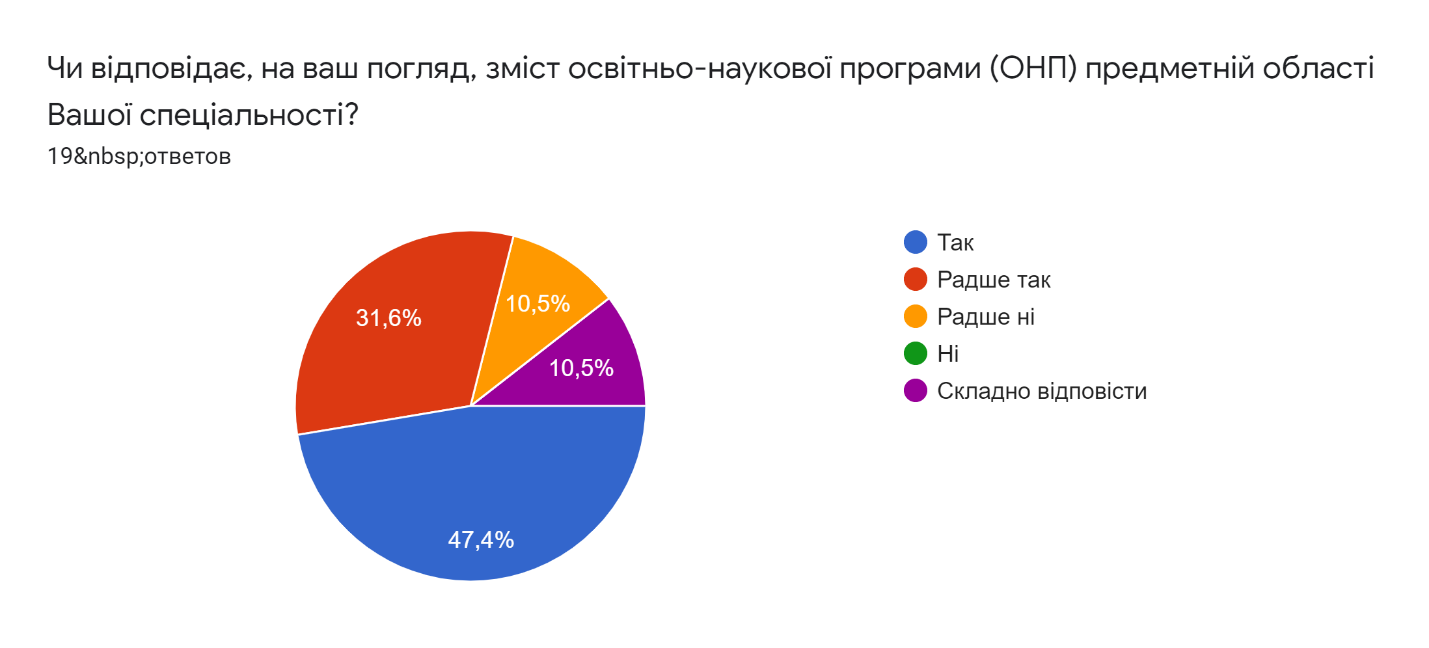 Чи відповідає, на ваш погляд, зміст освітньо-наукової програми (ОНП) предметній області
Вашої спеціальності?
19&nbsp;ответов
Так
Радше так
Радше ні
Ні
Складно відповісти
31,6%
10,5%
10,5%
47,4%